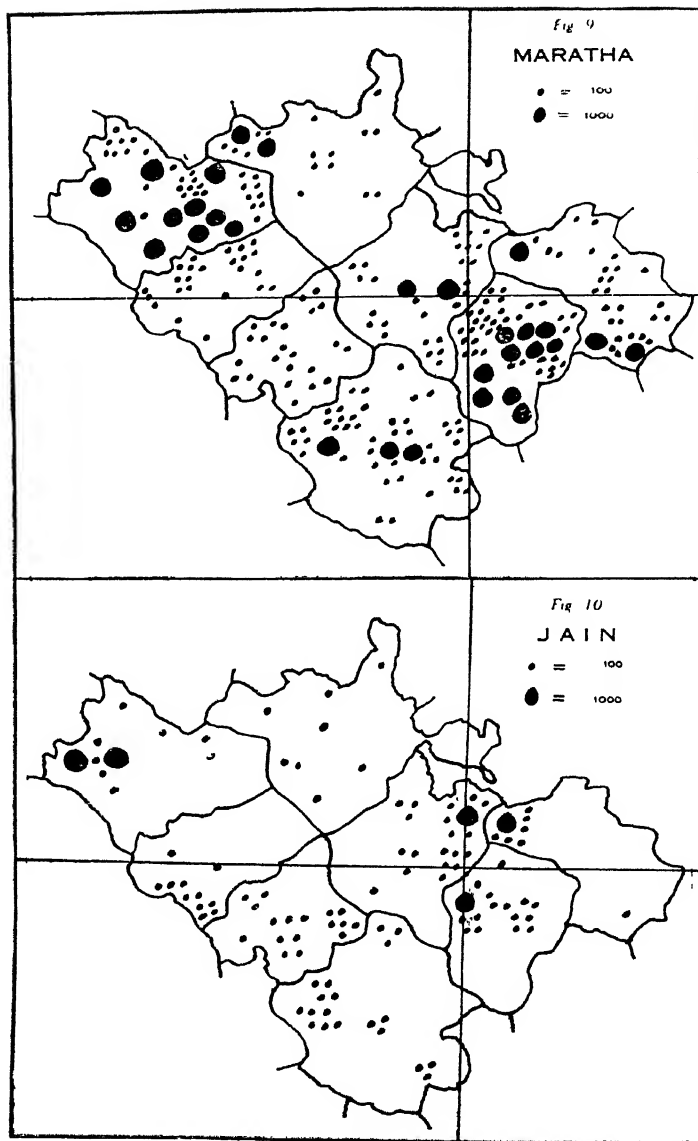 Fig 9
MARATHA
• = 100
● = 1000
Fig 10
JAIN
• = 100
● = 1000